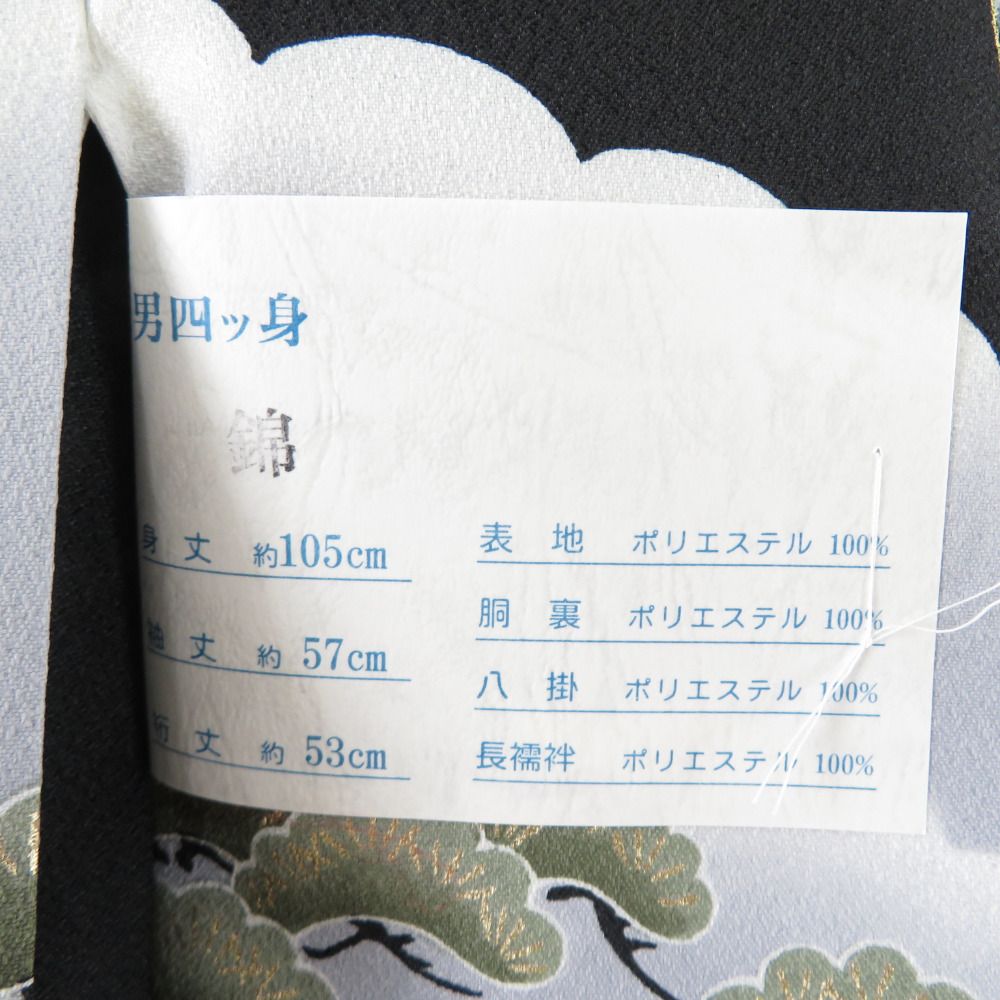 男四ッ身
錦
身丈 約105cm
袖丈 約57cm
裄丈 約53cm
表地 ポリエステル 100%
胴裏 ポリエステル 100%
八掛 ポリエステル 100%
長襦袢 ポリエステル 100%